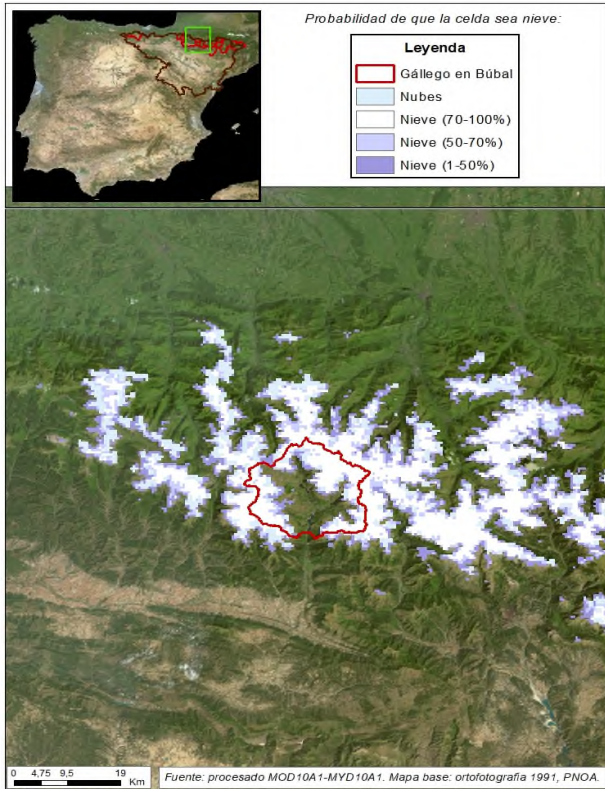 Probabilidad de que la celda sea nieve:
Leyenda
Gállego en Búbal
Nubes
Nieve (70-100%)
Nieve (50-70%)
Nieve (1-50%)
0 4,75 9,5 19
Km
Fuente: procesado MOD10A1-MYD10A1. Mapa base: ortofotografía 1991, PNOA.